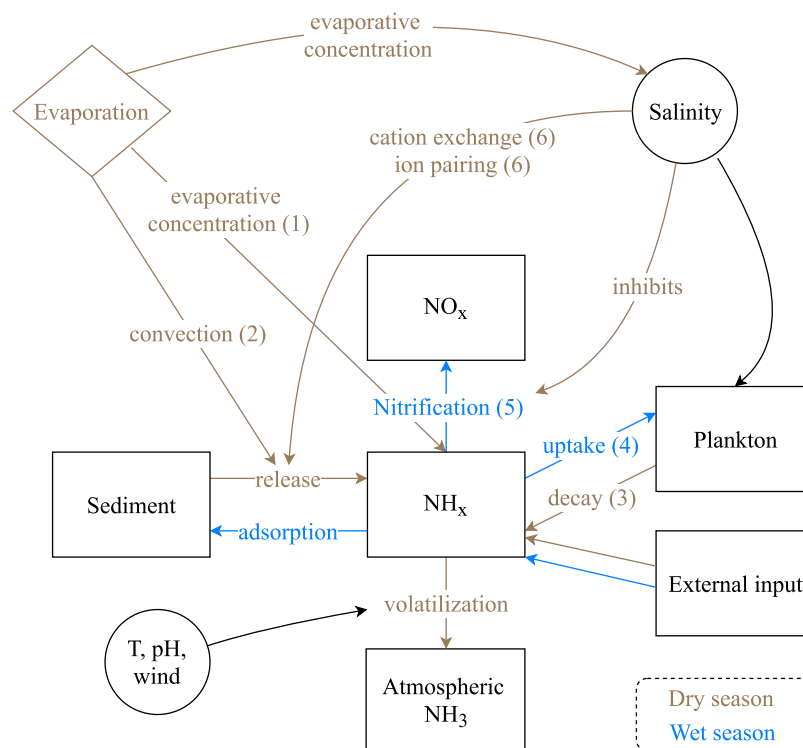 evaporative
concentration
Evaporation
Salinity
cation exchange (6)
ion pairing (6)
evaporative
concentration (1)
inhibits
NOₓ
convection (2)
Nitrification (5)
Plankton
uptake (4)
release
Sediment
NHₓ
decay (3)
adsorption
External input
volatilization
T, pH,
wind
Atmospheric
NH₃
Dry season
Wet season